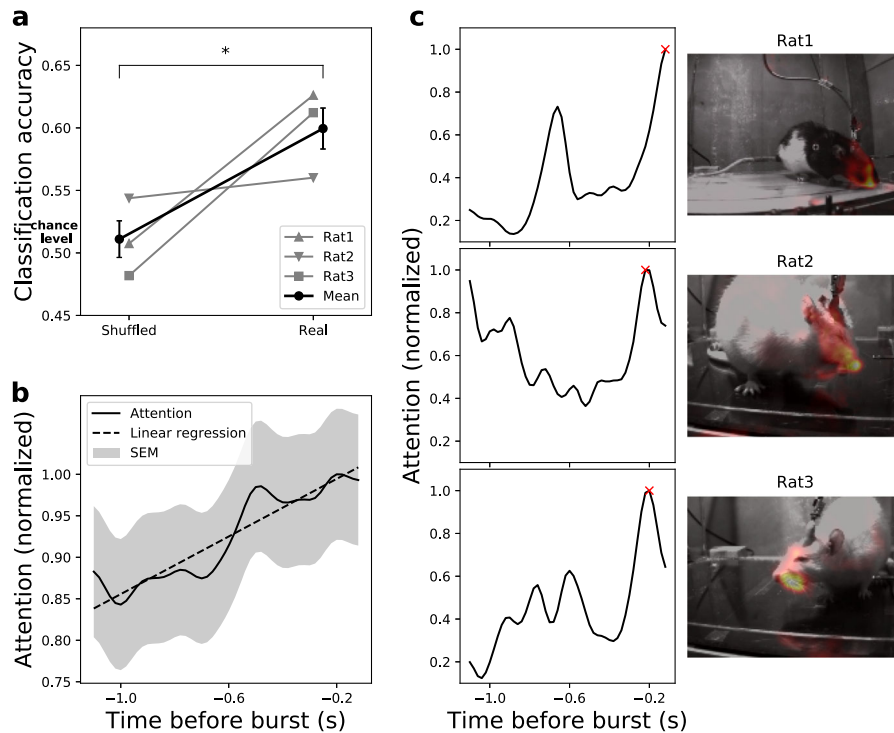 a
Classification accuracy
0.65
0.60
0.55
0.50
0.45
chance
level
*
Rat1
Rat2
Rat3
Mean
Shuffled
Real
b
Attention (normalized)
1.00
0.95
0.90
0.85
0.80
0.75
Attention
Linear regression
SEM
−1.0
−0.6
−0.2
Time before burst (s)
c
Attention (normalized)
1.0
0.8
0.6
0.4
0.2
Rat1
1.0
0.8
0.6
0.4
0.2
Rat2
1.0
0.8
0.6
0.4
0.2
Rat3
−1.0
−0.6
−0.2
Time before burst (s)